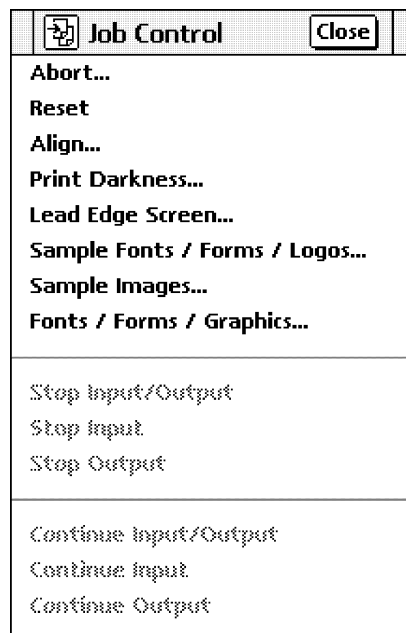 Job Control Close
Abort...
Reset
Align...
Print Darkness...
Lead Edge Screen...
Sample Fonts / Forms / Logos...
Sample Images...
Fonts / Forms / Graphics...
Stop Input/Output
Stop Input
Stop Output
Continue Input/Output
Continue Input
Continue Output